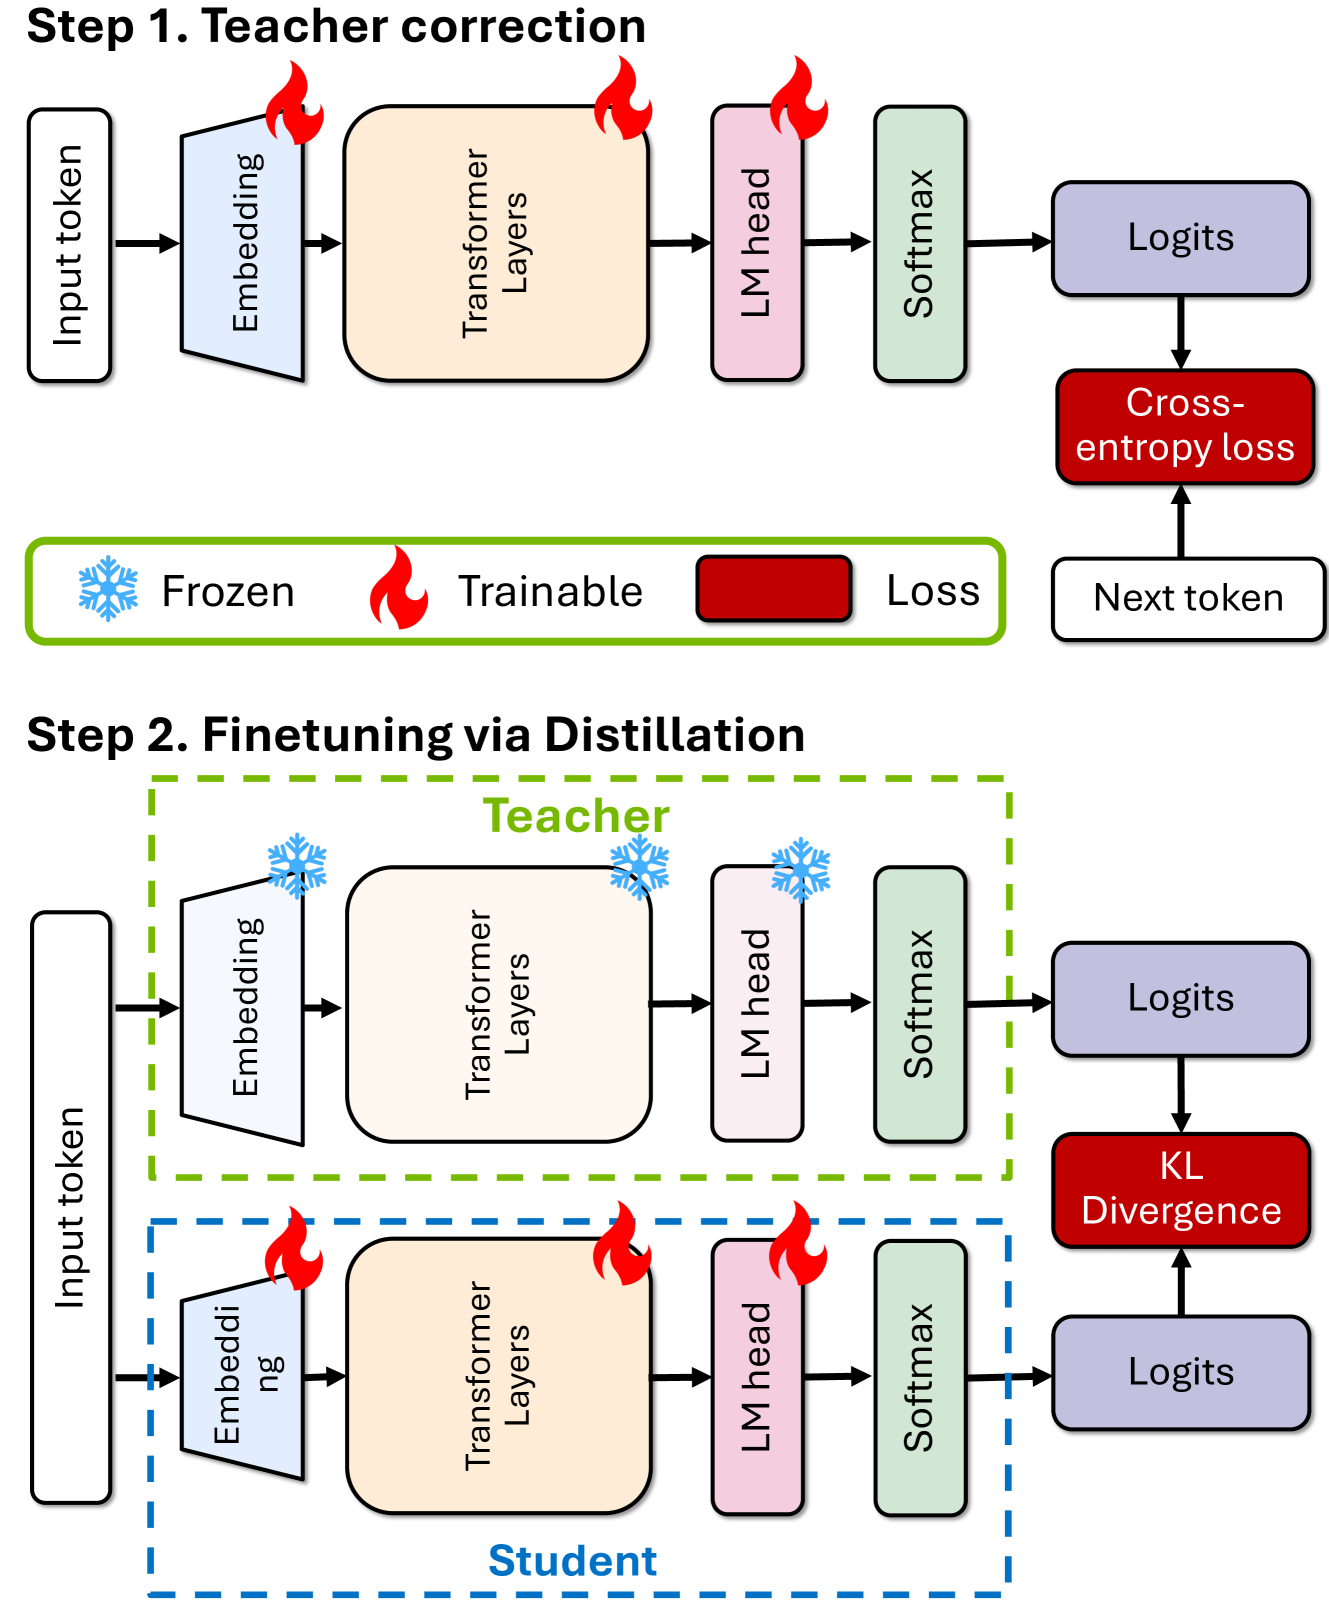 Step 1. Teacher correction
Input token
Embedding
Transformer
Layers
LM head
Softmax
Logits
Cross-
entropy loss
Next token
Frozen
Trainable
Loss
Step 2. Finetuning via Distillation
Teacher
Input token
Embedding
Transformer
Layers
LM head
Softmax
Logits
KL
Divergence
Embeddi
ng
Transformer
Layers
LM head
Softmax
Logits
Student